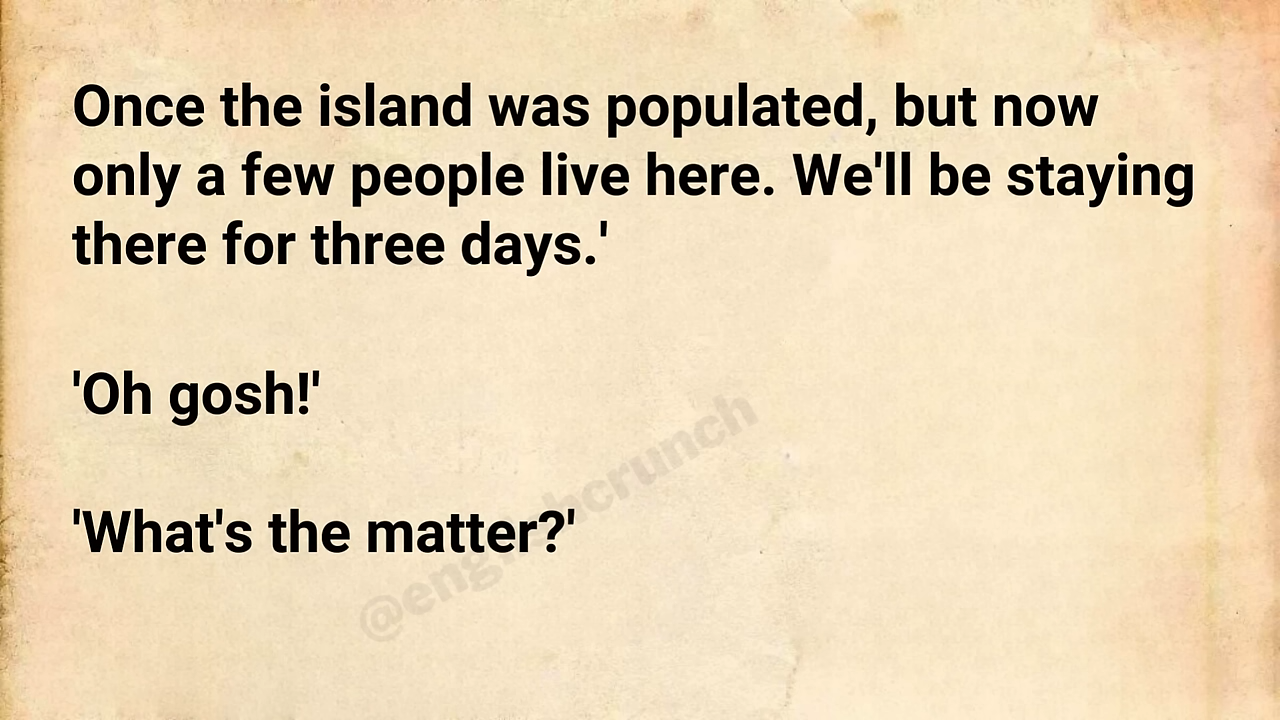 Once the island was populated, but now
only a few people live here. We'll be staying
there for three days.'
'Oh gosh!'
'What's the matter?'
@englishcrunch